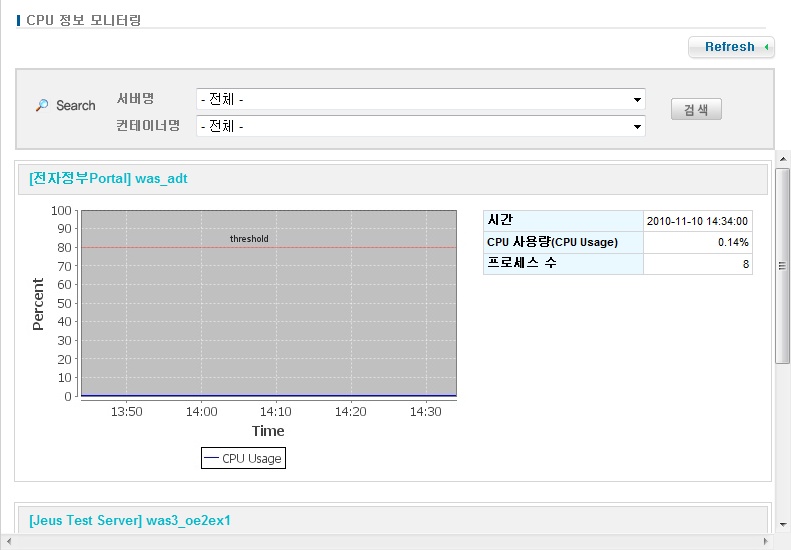 CPU 정보 모니터링
Refresh
Search
서버명
- 전체 -
컨테이너명
- 전체 -
검색
[전자정부Portal] was_adt
100
90
80
70
60
50
40
30
20
10
0
Percent
threshold
13:50 14:00 14:10 14:20 14:30
Time
CPU Usage
시간 2010-11-10 14:34:00
CPU 사용량(CPU Usage) 0.14%
프로세스 수 8
[Jeus Test Server] was3_oe2ex1